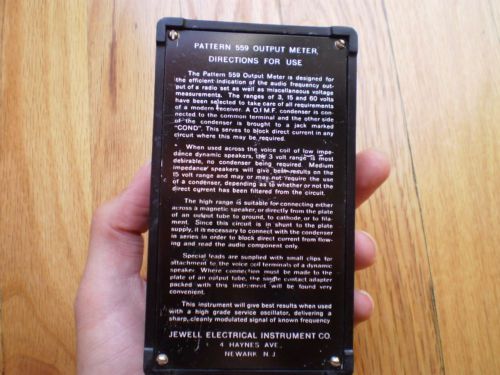 PATTERN 559 OUTPUT METER
DIRECTIONS FOR USE
The Pattern 559 Output Meter is designed for
the efficient indication of the audio frequency out-
put of a radio set as well as miscellaneous voltage
measurements. The ranges of 3, 15 and 60 volts
have been selected to take care of all requirements
of a modern receiver. A 0.1 M.F. condenser is con-
nected to the common terminal and the other side
of the condenser is brought to a jack marked
"COND". This serves to block direct current in any
circuit where this may be required.
When used across the voice coil of low impe-
dance dynamic speakers, the 3 volt range is most
desirable, no condenser being required. Medium
impedance speakers will give best results on the
15 volt range and may or may not require the use
of a condenser, depending as to whether or not the
direct current has been filtered from the circuit.
The high range is suitable for connecting either
across a magnetic speaker, or directly from the plate
of an output tube to ground, to cathode, or to fila-
ment. Since this circuit is in shunt to the plate
supply, it is necessary to connect with the condenser
in series in order to block direct current from flow-
ing and read the audio component only.
Special leads are supplied with small clips for
attachment to the voice coil terminals of a dynamic
speaker. Where connection must be made to the
plate of an output tube, the single contact adapter
packed with this instrument will be found very
convenient.
This instrument will give best results when used
with a high grade service oscillator, delivering a
sharp, cleanly modulated signal of known frequency
JEWELL ELECTRICAL INSTRUMENT CO.
4 HAYNES AVE.
NEWARK N J